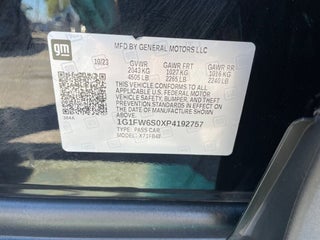 gm
MFD BY GENERAL MOTORS LLC
10/23
GVWR
GAWR FRT
GAWR RR
2043 KG
1027 KG
1016 KG
4505 LB
2265 LB
2240 LB
THIS VEHICLE CONFORMS TO ALL
APPLICABLE U.S. FEDERAL MOTOR
VEHICLE SAFETY, BUMPER, AND THEFT
PREVENTION STANDARDS IN EFFECT ON
THE DATE OF MANUFACTURE SHOWN ABOVE.
1G1FW6S0XP4192757
TYPE: PASS CAR
MODEL: